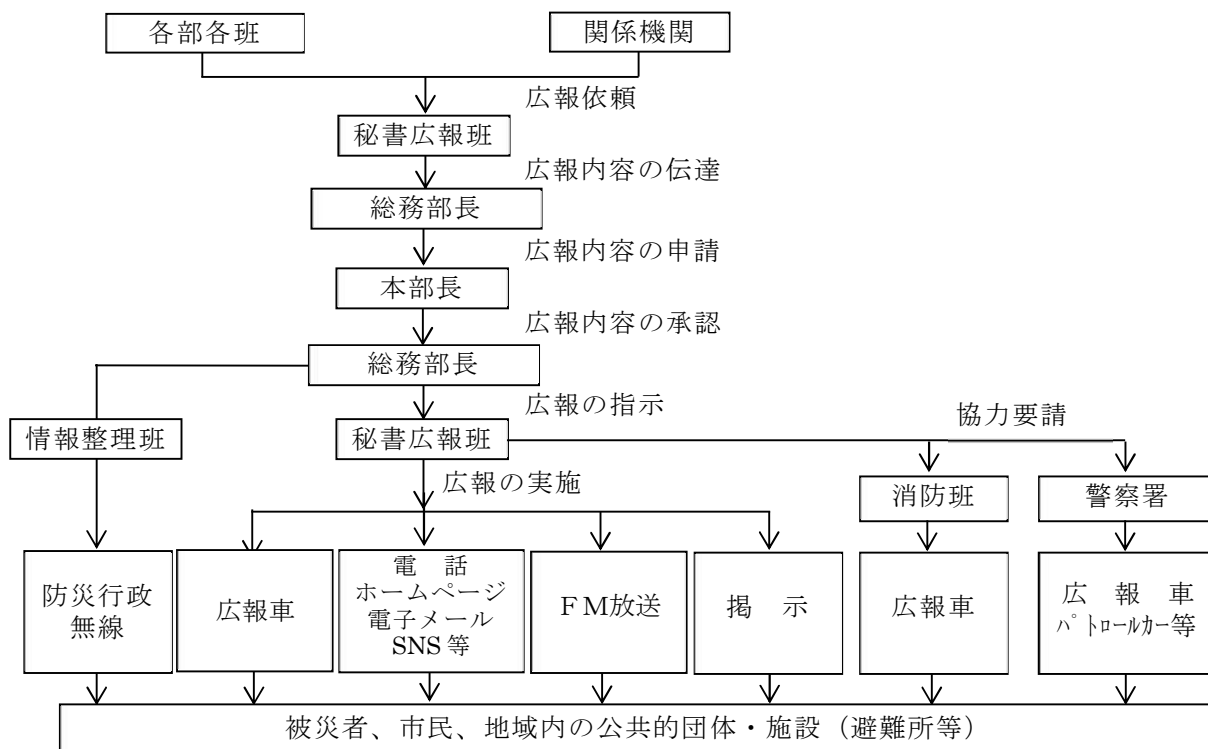 各部各班
関係機関
広報依頼
秘書広報班
広報内容の伝達
総務部長
広報内容の申請
本部長
広報内容の承認
総務部長
広報の指示
協力要請
情報整理班
秘書広報班
広報の実施
消防班
警察署
防災行政
無線
広報車
電　話
ホームページ
電子メール
SNS 等
ＦＭ放送
掲　示
広報車
広　報　車
ﾊﾟﾄﾛｰﾙｶｰ等
被災者、市民、地域内の公共的団体・施設（避難所等）